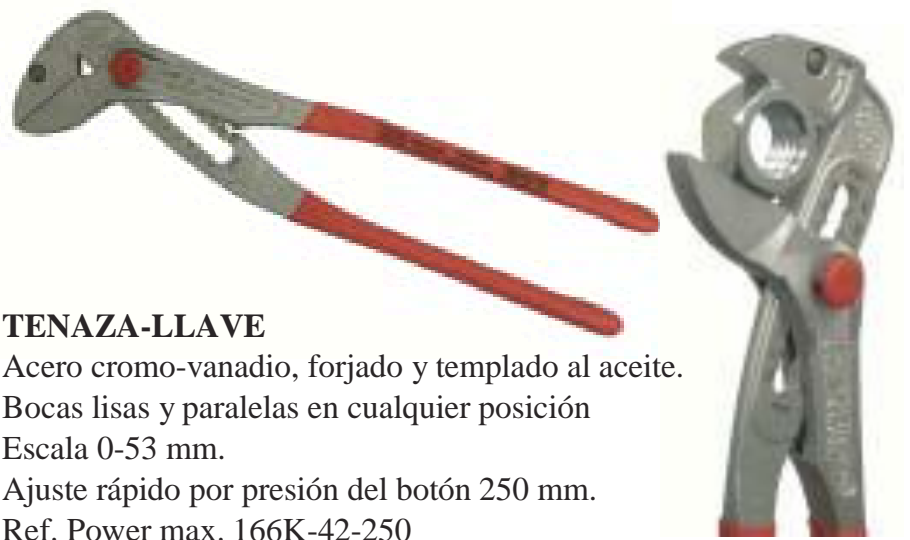 TENAZA-LLAVE
Acero cromo-vanadio, forjado y templado al aceite.
Bocas lisas y paralelas en cualquier posición
Escala 0-53 mm.
Ajuste rápido por presión del botón 250 mm.
Ref. Power max. 166K-42-250